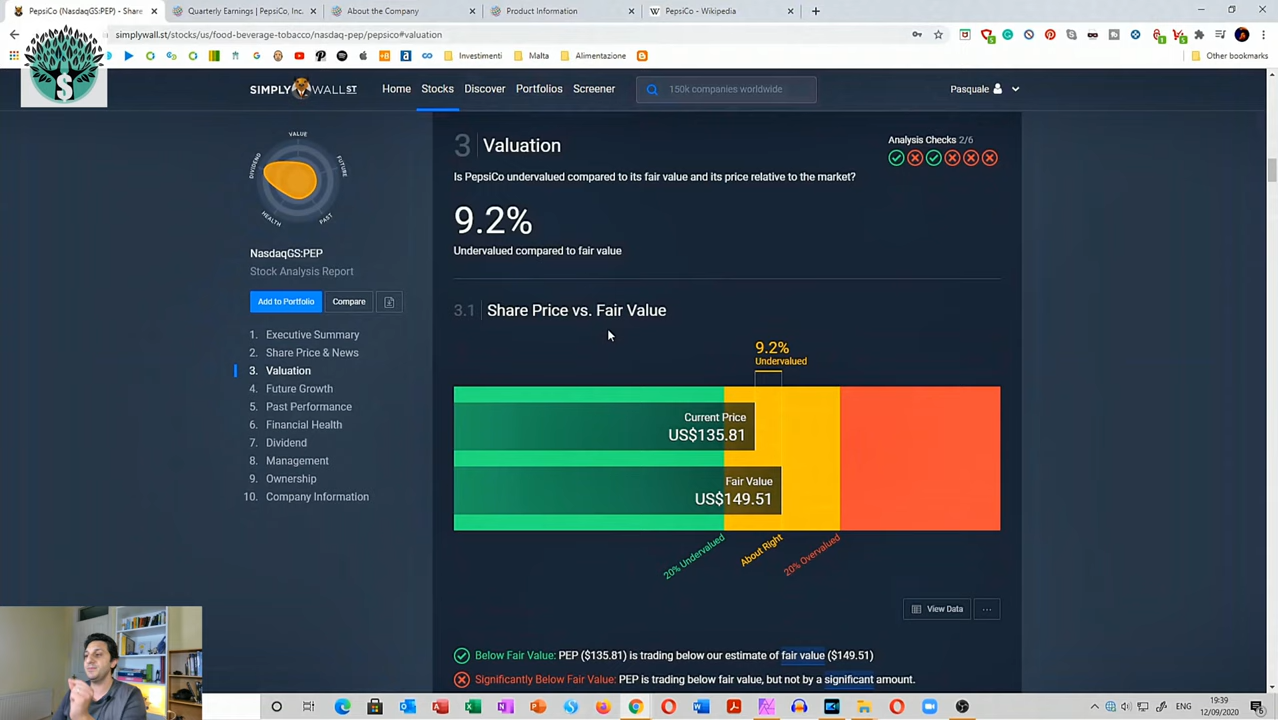 PepsiCo (NasdaqGS:PEP) - Share
Quarterly Earnings | PepsiCo, Inc.
About the Company
Product Information
PepsiCo - Wikipedia
simplywall.st/stocks/us/food-beverage-tobacco/nasdaq-pep/pepsico#valuation
Investimenti
Malta
Alimentazione
Other bookmarks
$
SIMPLY WALL ST
Home
Stocks
Discover
Portfolios
Screener
150k companies worldwide
Pasquale
VALUE
FUTURE
PAST
HEALTH
DIVIDEND
NasdaqGS:PEP
Stock Analysis Report
Add to Portfolio
Compare
1. Executive Summary
2. Share Price & News
3. Valuation
4. Future Growth
5. Past Performance
6. Financial Health
7. Dividend
8. Management
9. Ownership
10. Company Information
3 Valuation
Analysis Checks 2/6
Is PepsiCo undervalued compared to its fair value and its price relative to the market?
9.2%
Undervalued compared to fair value
3.1 Share Price vs. Fair Value
9.2%
Undervalued
Current Price
US$135.81
Fair Value
US$149.51
20% Undervalued
About Right
20% Overvalued
View Data
...
Below Fair Value: PEP ($135.81) is trading below our estimate of fair value ($149.51)
Significantly Below Fair Value: PEP is trading below fair value, but not by a significant amount.
ENG
19:39
12/09/2020